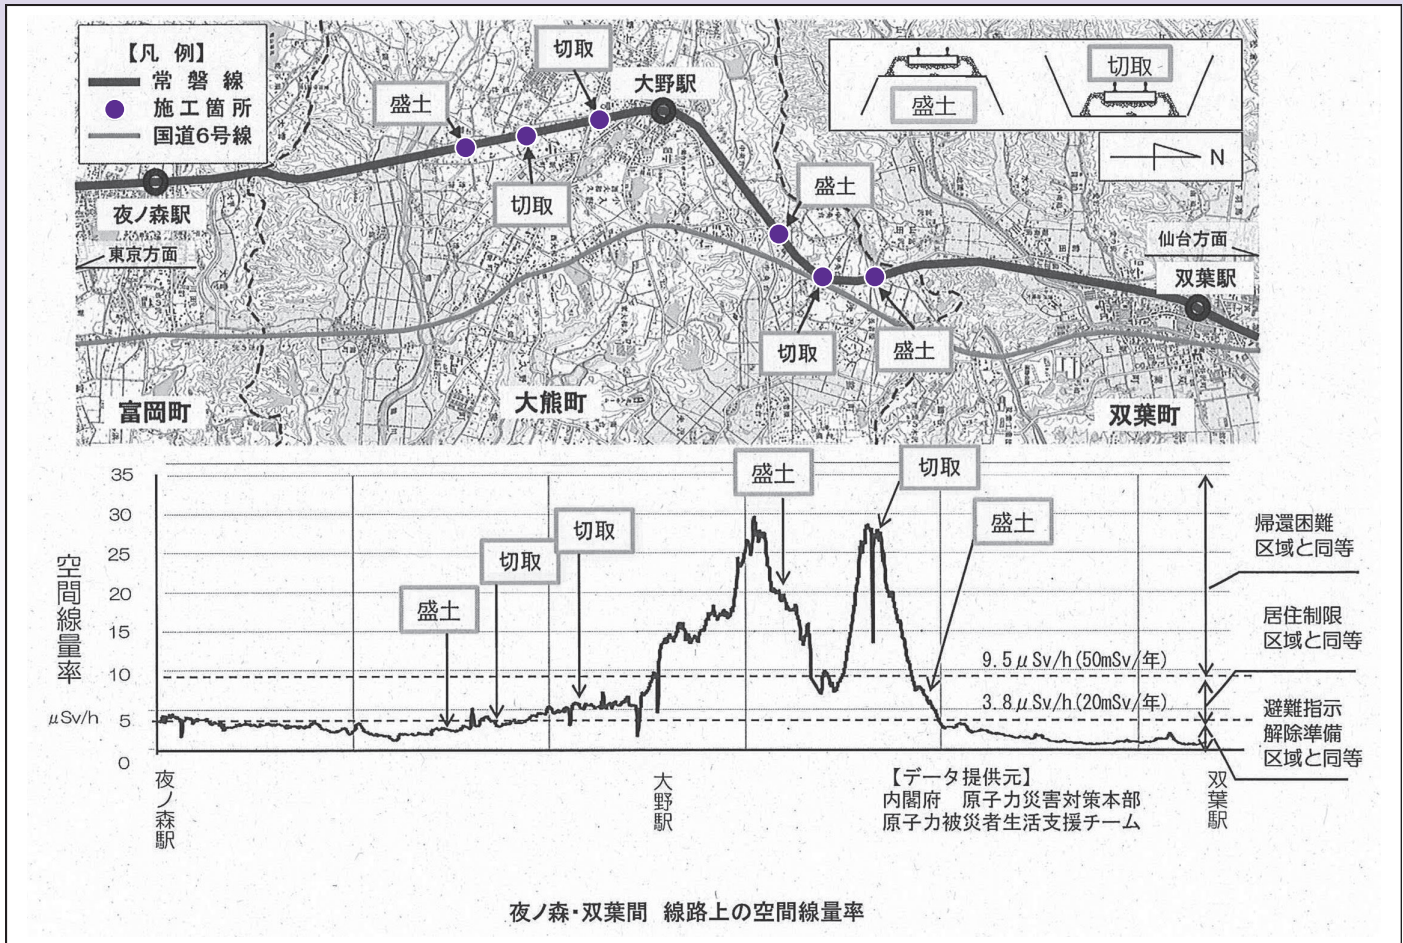 【凡 例】
常 磐 線
施 工 箇 所
国道6号線
切取
盛土
大野駅
切取
盛土
切取
盛土
N
夜ノ森駅
東京方面
切取
盛土
仙台方面
双葉駅
切取
盛土
富岡町
大熊町
双葉町
空間線量率
μSv/h
35
30
25
20
15
10
5
0
盛土
切取
切取
盛土
切取
盛土
9.5μSv/h(50mSv/年)
3.8μSv/h(20mSv/年)
帰還困難
区域と同等
居住制限
区域と同等
避難指示
解除準備
区域と同等
夜ノ森駅
大野駅
双葉駅
【データ提供元】
内閣府　原子力災害対策本部
原子力被災者生活支援チーム
夜ノ森・双葉間 線路上の空間線量率